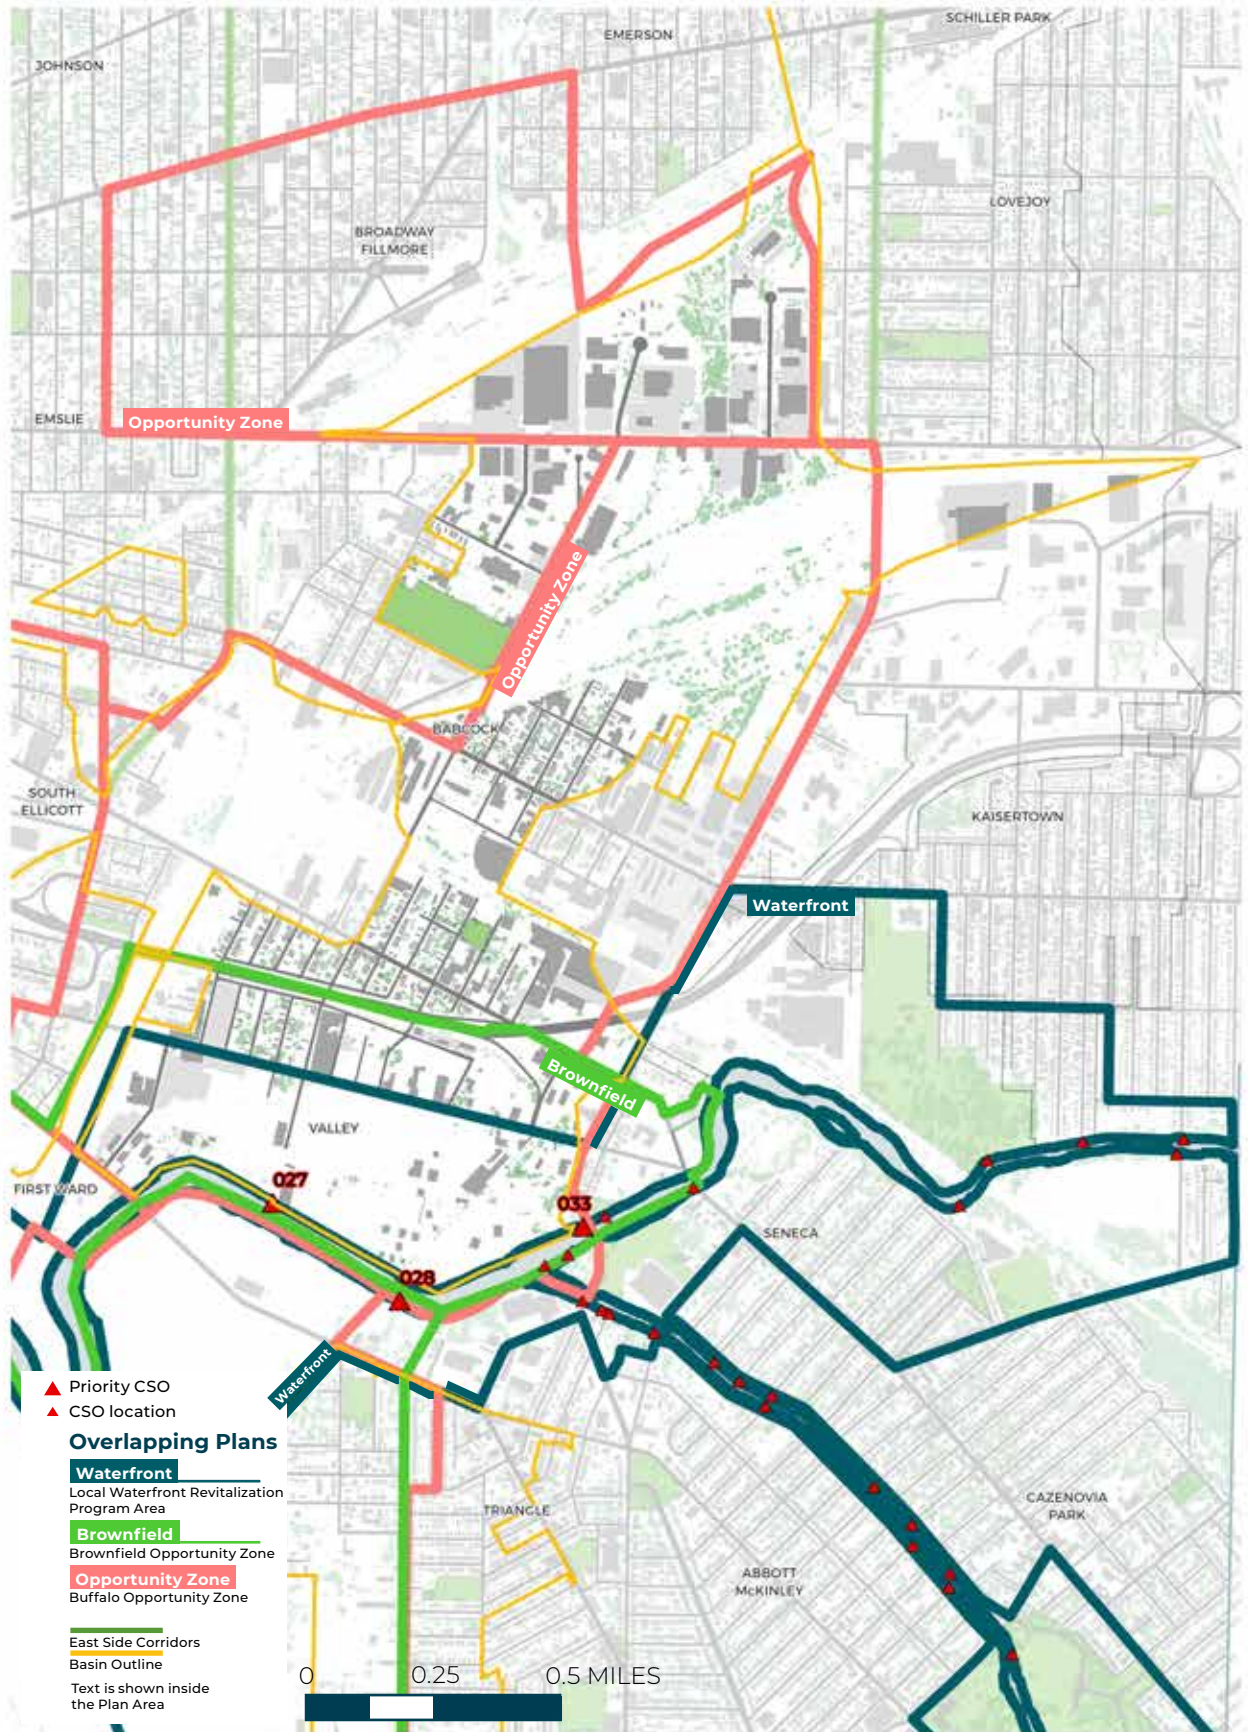 SCHILLER PARK
EMERSON
JOHNSON
LOVEJOY
BROADWAY
FILLMORE
EMSLIE
Opportunity Zone
Opportunity Zone
BABCOCK
SOUTH
ELLICOTT
KAISERTOWN
Waterfront
Brownfield
VALLEY
027
FIRST WARD
033
SENECA
028
Waterfront
Priority CSO
CSO location
Overlapping Plans
Waterfront
Local Waterfront Revitalization
Program Area
Brownfield
Brownfield Opportunity Zone
Opportunity Zone
Buffalo Opportunity Zone
East Side Corridors
Basin Outline
Text is shown inside
the Plan Area
TRIANGLE
CAZENOVIA
PARK
ABBOTT
McKINLEY
0 0.25 0.5 MILES